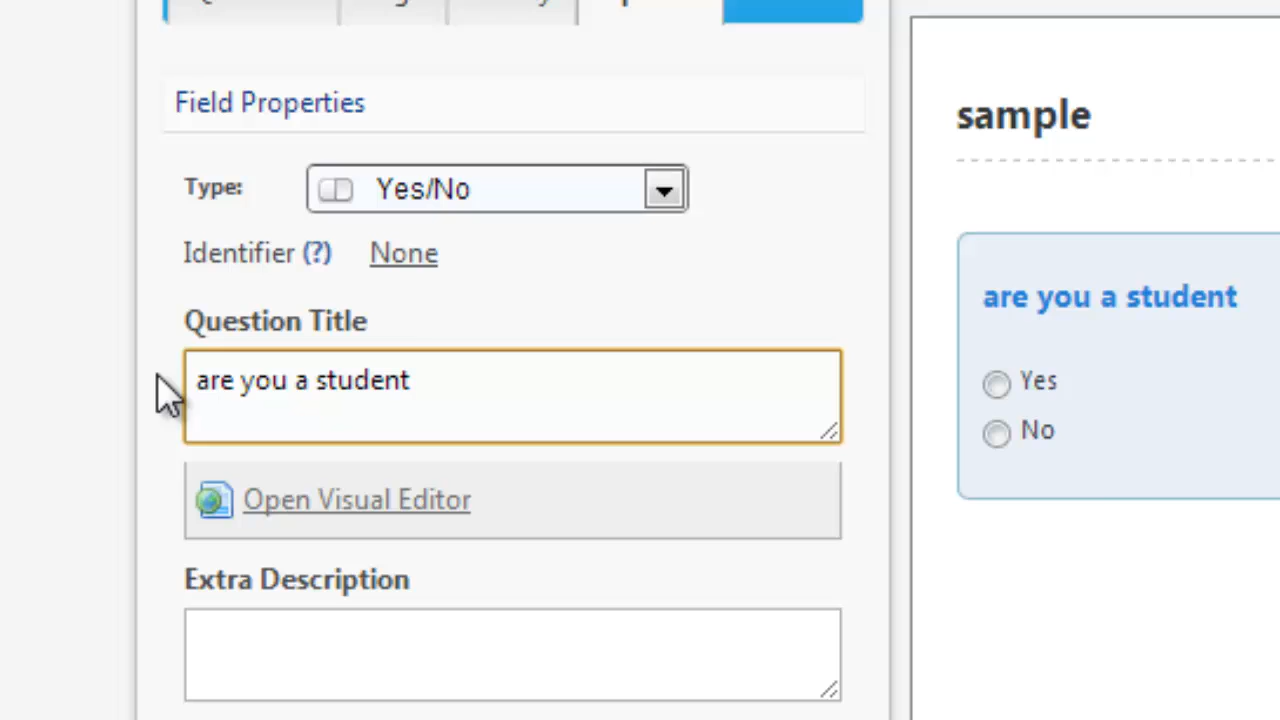 Field Properties
sample
Type:
Yes/No
Identifier (?) None
are you a student
Question Title
are you a student
Yes
No
Open Visual Editor
Extra Description